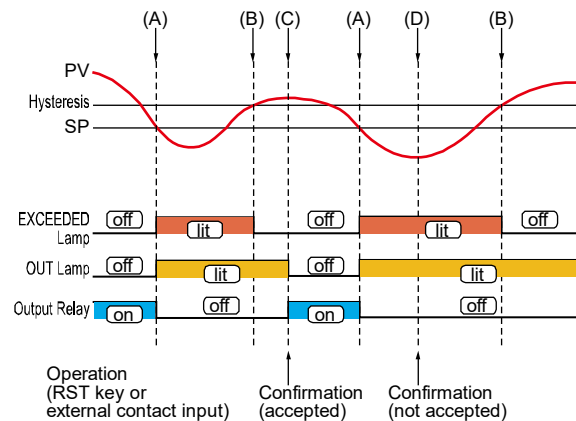 (A) (B) (C) (A) (D) (B)
PV
Hysteresis
SP
EXCEEDED
Lamp
off lit off lit off
OUT Lamp
off lit off lit
Output Relay
on off on off
Operation
(RST key or
external contact input)
Confirmation
(accepted)
Confirmation
(not accepted)